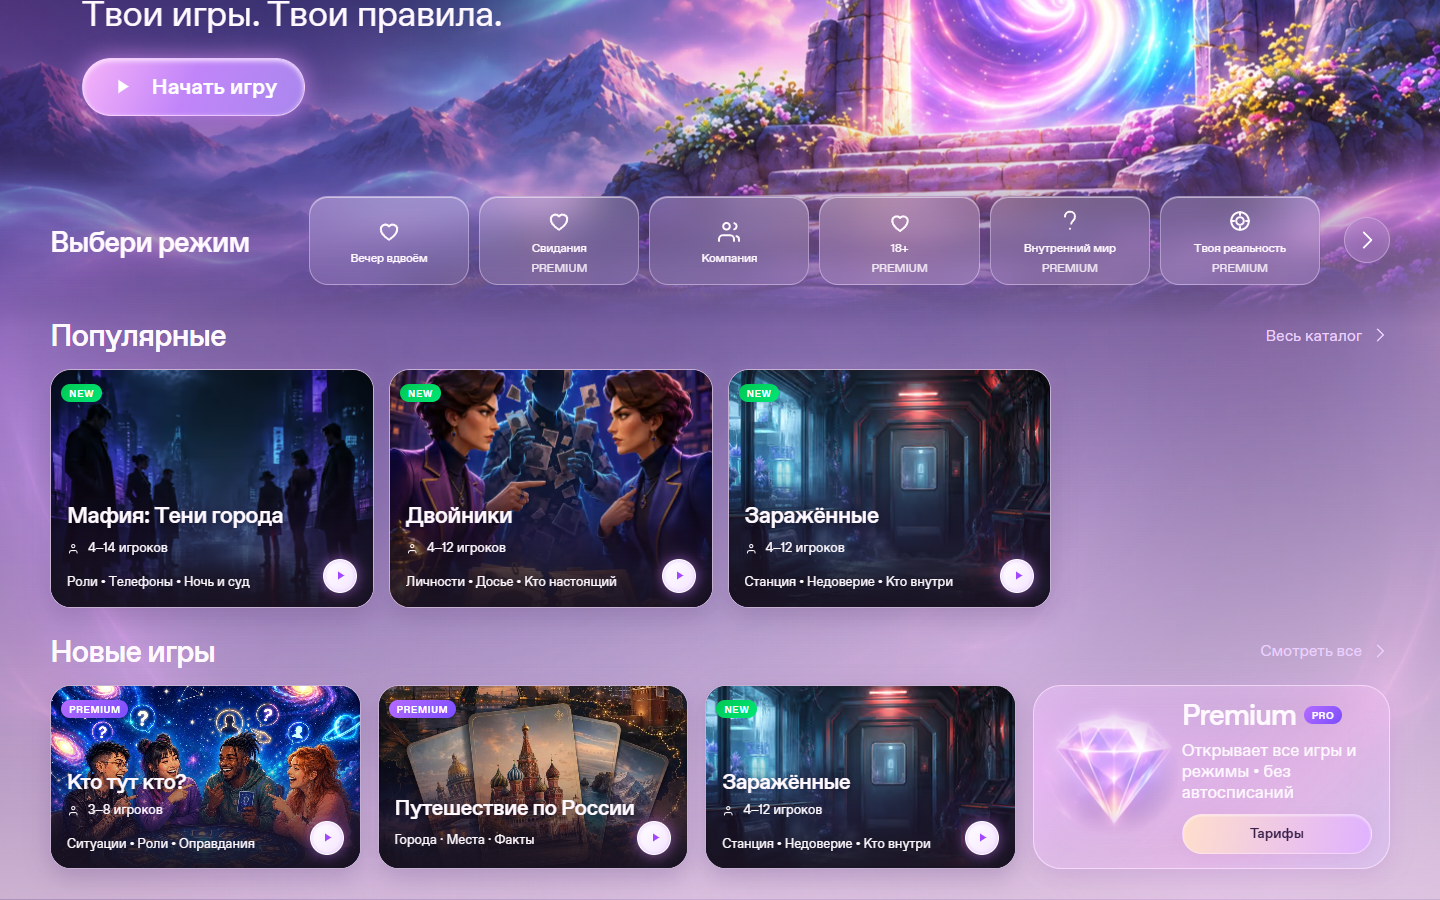 Твои игры. Твои правила.
Начать игру
Выбери режим
Вечер вдвоём
Свидания
PREMIUM
Компания
18+
PREMIUM
Внутренний мир
PREMIUM
Твоя реальность
PREMIUM
Популярные
Весь каталог
NEW
Мафия: Тени города
4–14 игроков
Роли • Телефоны • Ночь и суд
NEW
Двойники
4–12 игроков
Личности • Досье • Кто настоящий
NEW
Заражённые
4–12 игроков
Станция • Недоверие • Кто внутри
Новые игры
Смотреть все
PREMIUM
Кто тут кто?
3–8 игроков
Ситуации • Роли • Оправдания
PREMIUM
Путешествие по России
Города · Места · Факты
NEW
Заражённые
4–12 игроков
Станция • Недоверие • Кто внутри
Premium PRO
Открывает все игры и
режимы • без
автосписаний
Тарифы